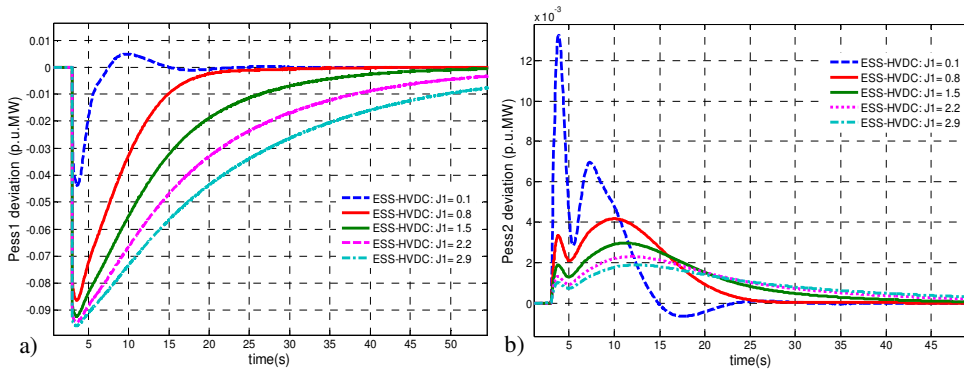 0.01
0
-0.01
-0.02
-0.03
-0.04
-0.05
-0.06
-0.07
-0.08
-0.09
Pess1 deviation (p.u.MW)
ESS-HVDC: J1= 0.1
ESS-HVDC: J1= 0.8
ESS-HVDC: J1= 1.5
ESS-HVDC: J1= 2.2
ESS-HVDC: J1= 2.9
5 10 15 20 25 30 35 40 45 50
time(s)
a)
x 10⁻³
12
10
8
6
4
2
0
Pess2 deviation (p.u.MW)
ESS-HVDC: J1= 0.1
ESS-HVDC: J1= 0.8
ESS-HVDC: J1= 1.5
ESS-HVDC: J1= 2.2
ESS-HVDC: J1= 2.9
5 10 15 20 25 30 35 40 45
time(s)
b)